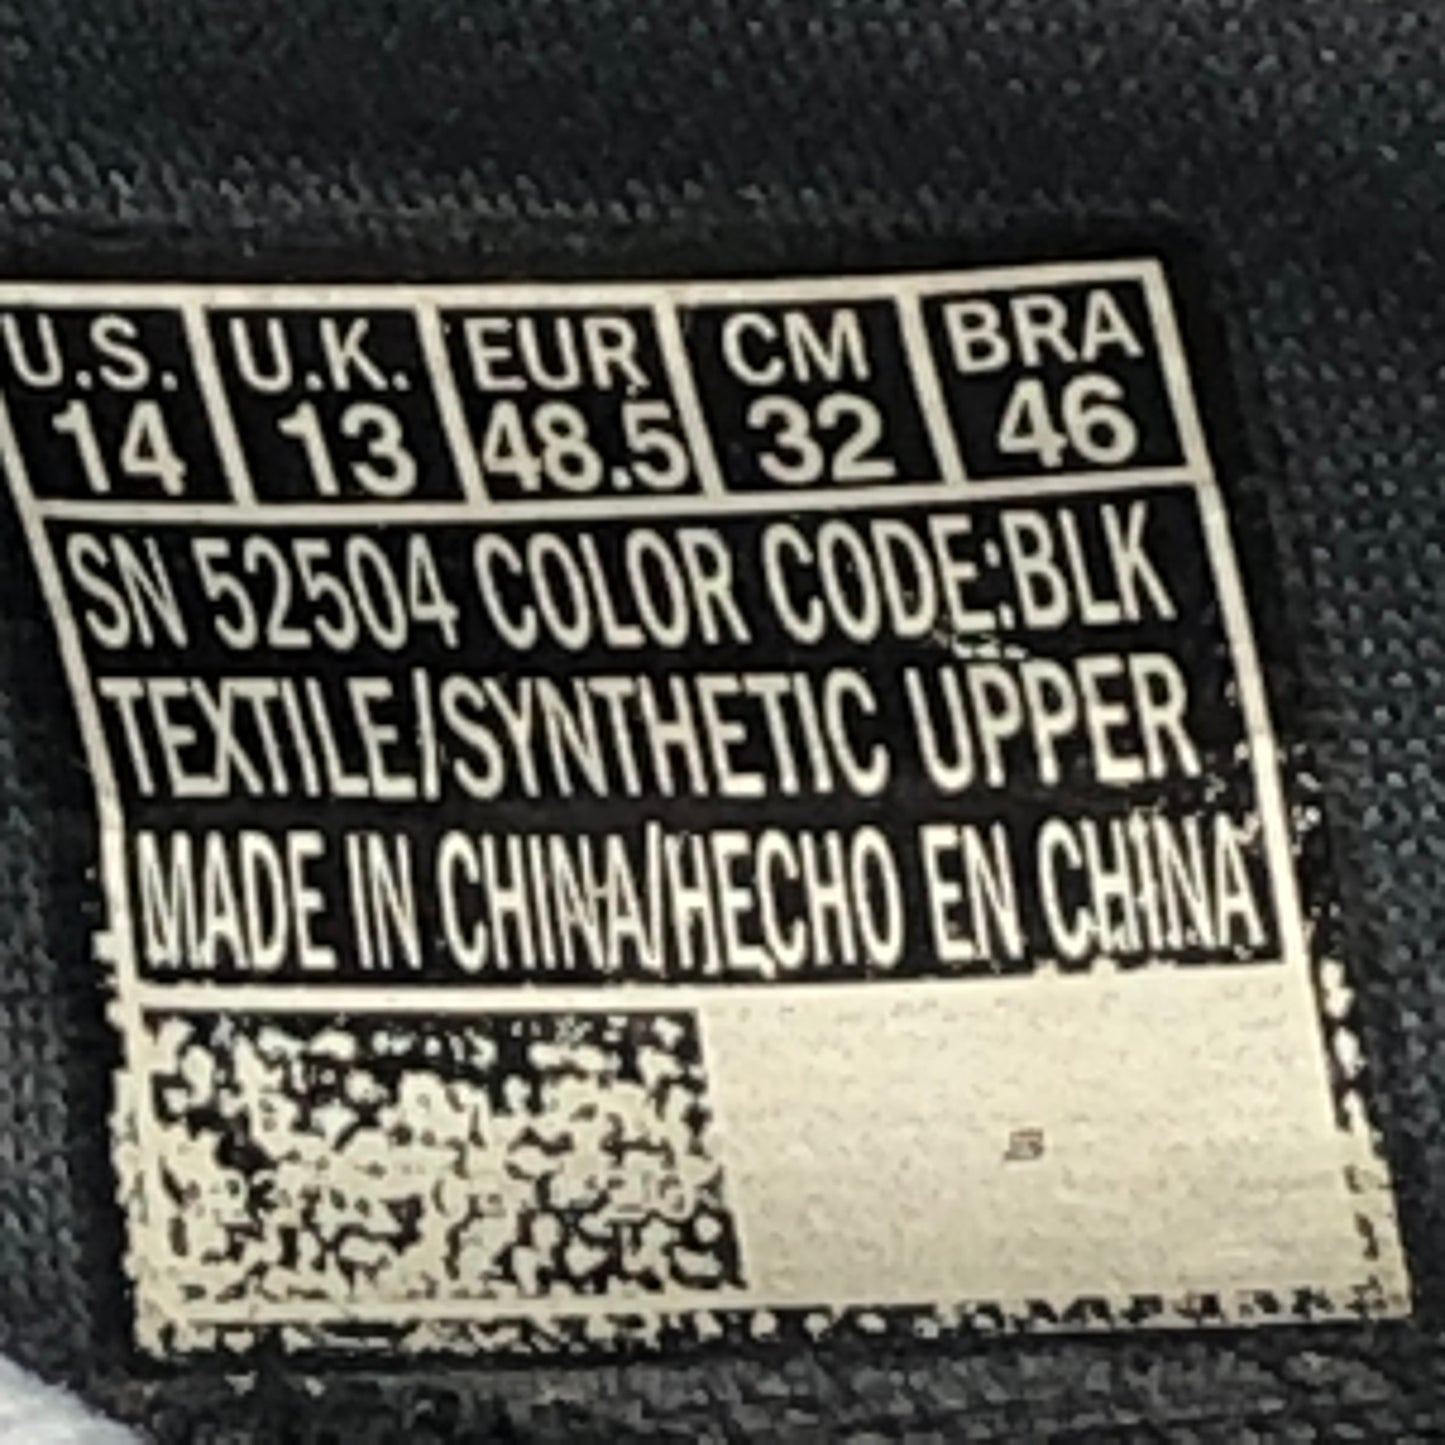 U.S. U.K. EUR CM BRA
14 13 48.5 32 46
SN 52504 COLOR CODE:BLK
TEXTILE/SYNTHETIC UPPER
MADE IN CHINA/HECHO EN CHINA